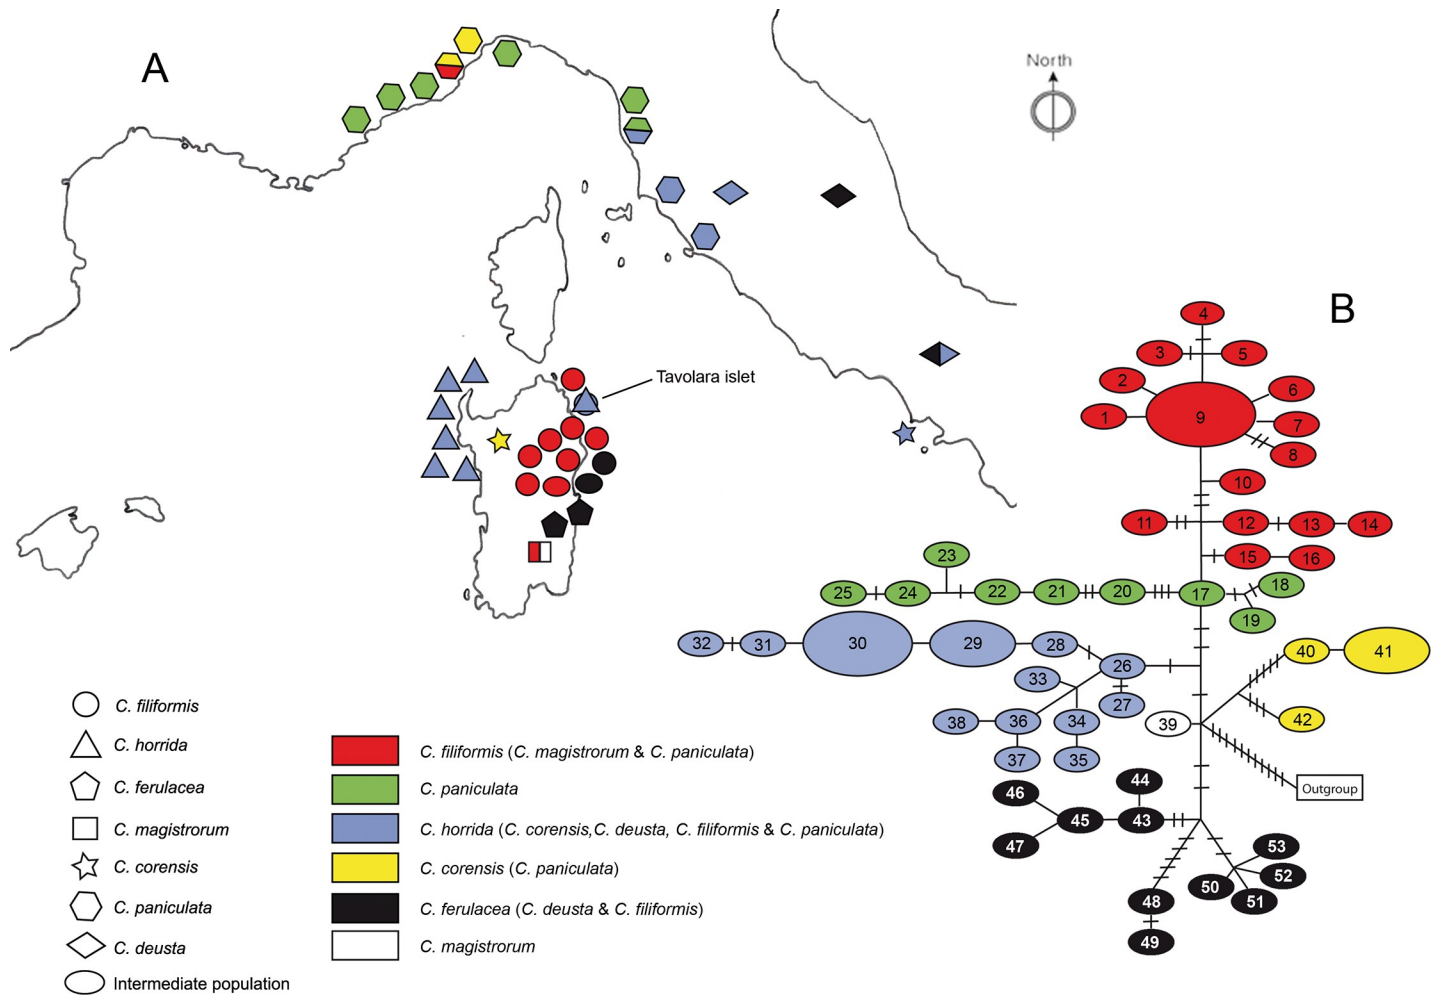 A
North
B
Tavolara islet
4
3
5
2
6
1
9
7
8
10
11
12
13
14
15
16
23
25
24
22
21
20
17
18
19
32
31
30
29
28
26
40
41
33
27
38
36
34
39
42
37
35
Outgroup
46
44
45
43
47
53
52
50
51
48
49
C. filiformis
C. horrida
C. ferulacea
C. magistrorum
C. corensis
C. paniculata
C. deusta
Intermediate population
C. filiformis (C. magistrorum & C. paniculata)
C. paniculata
C. horrida (C. corensis,C. deusta, C. filiformis & C. paniculata)
C. corensis (C. paniculata)
C. ferulacea (C. deusta & C. filiformis)
C. magistrorum